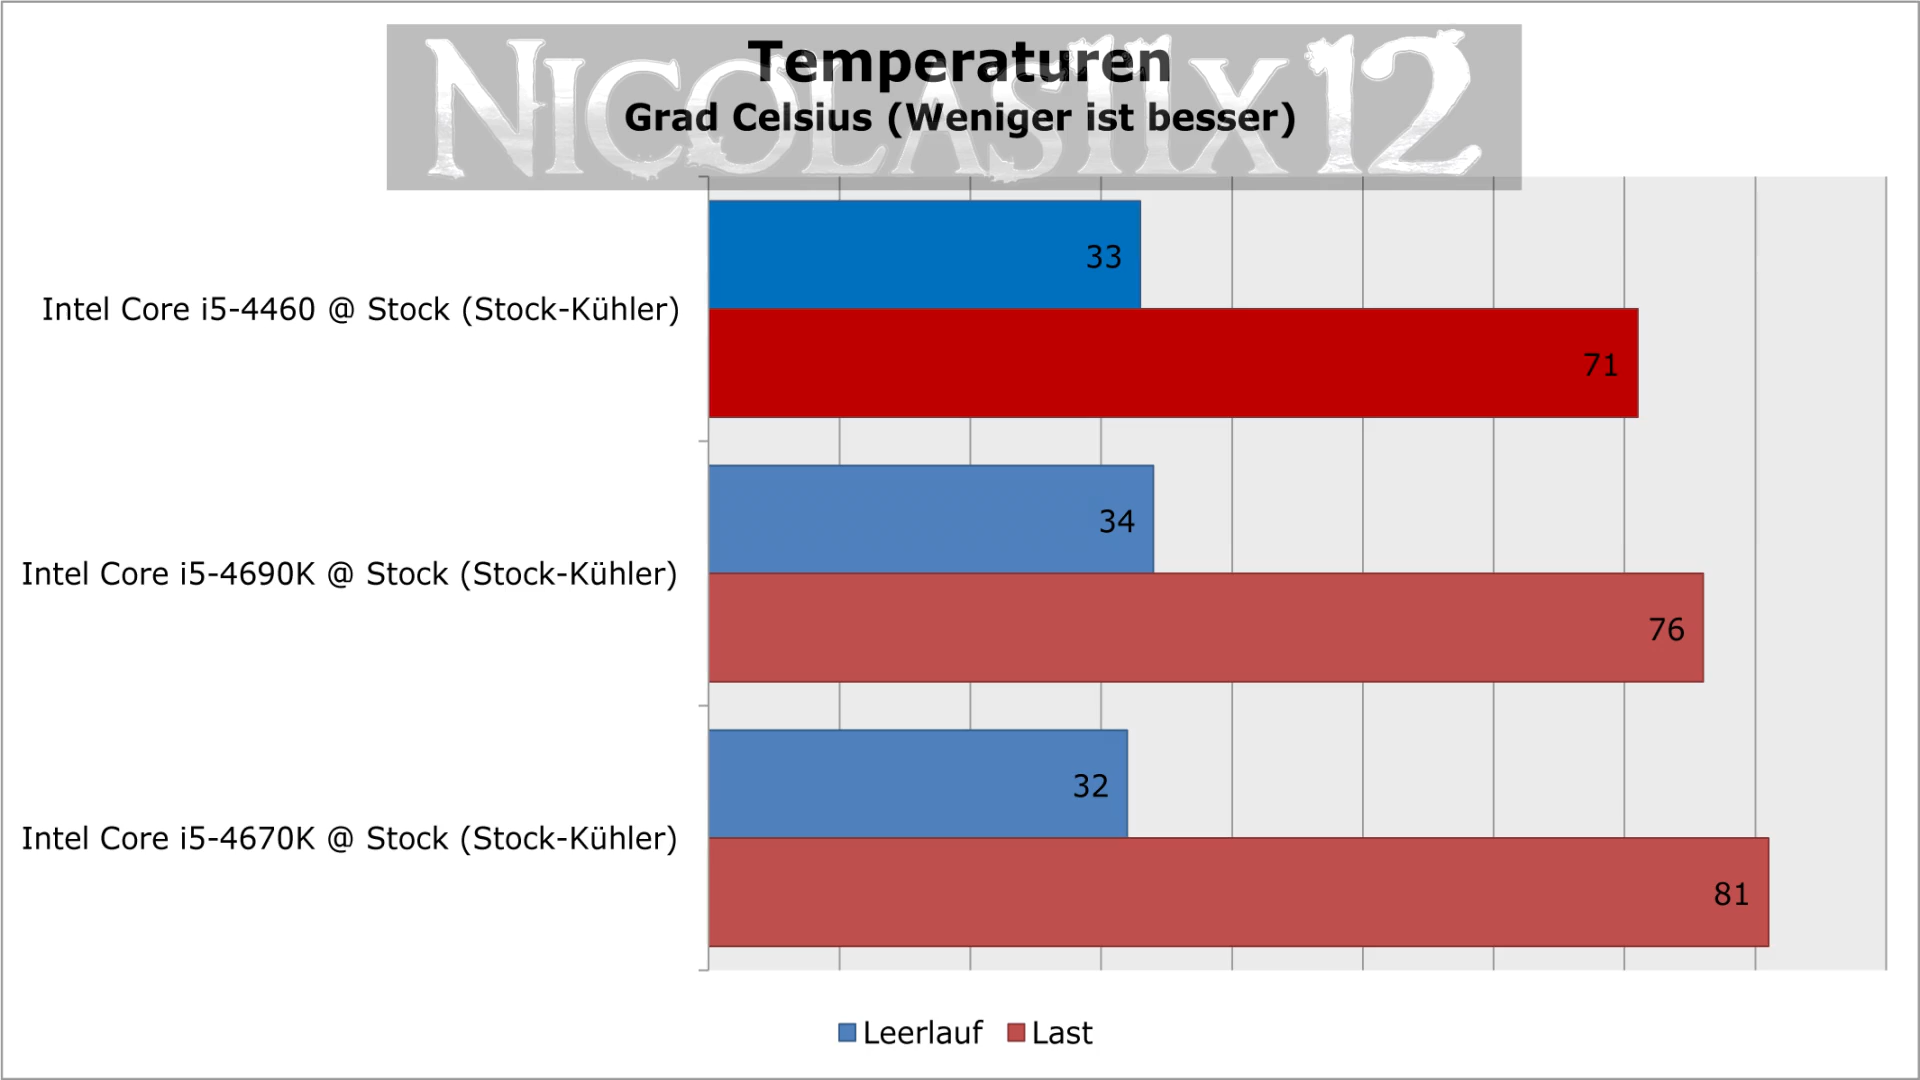 NICOLAS11X12
Temperaturen
Grad Celsius (Weniger ist besser)
Intel Core i5-4460 @ Stock (Stock-Kühler)
33
71
Intel Core i5-4690K @ Stock (Stock-Kühler)
34
76
Intel Core i5-4670K @ Stock (Stock-Kühler)
32
81
Leerlauf
Last